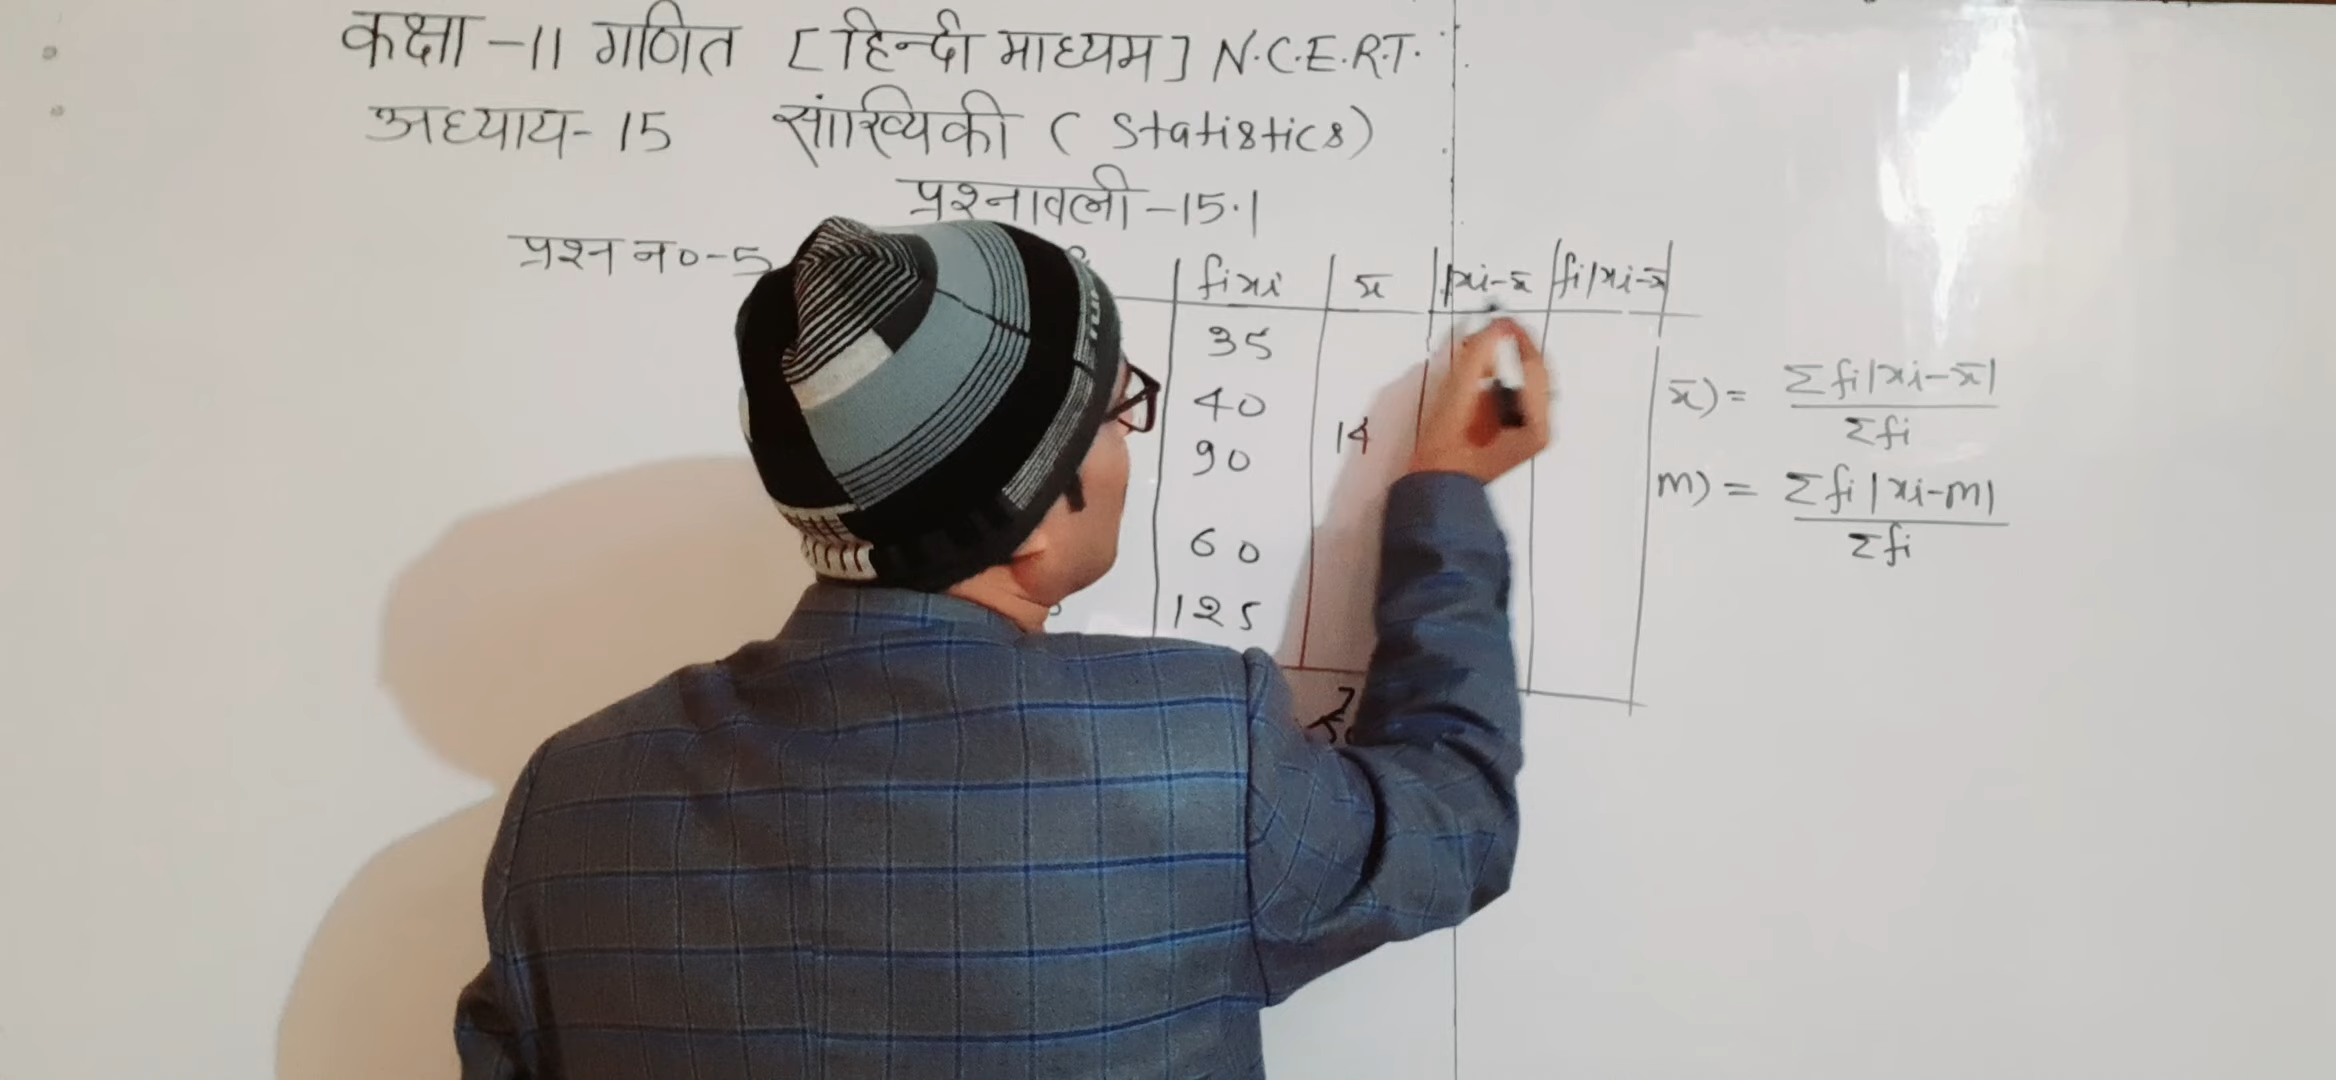 कक्षा -11 गणित [हिन्दी माध्यम] N.C.E.R.T.
अध्याय- 15 सांख्यिकी ( Statistics)
प्रश्नावली -15.1
प्रश्न न० -5
fixi | x̄ | |xi-x̄ | fi|xi-x̄|
35
40
90
14
60
125
x̄) = Σfi|xi-x̄| / Σfi
m) = Σfi|xi-m| / Σfi